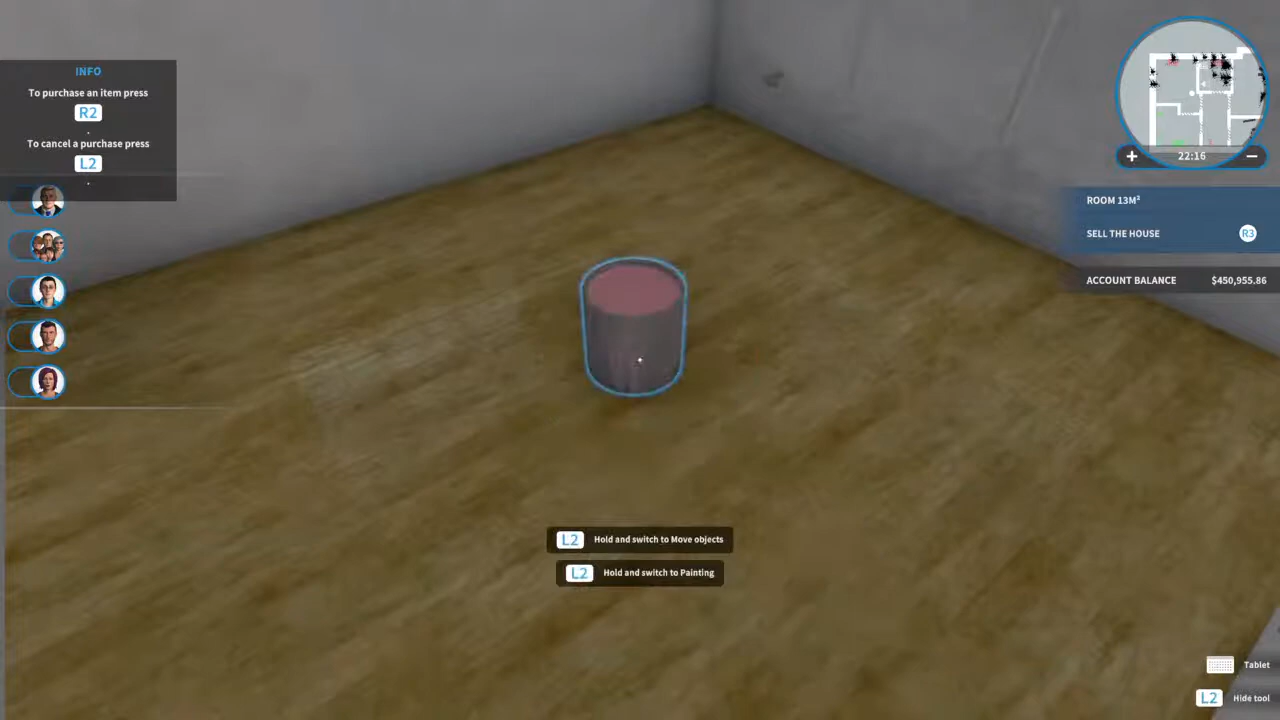 INFO
To purchase an item press
R2
.
To cancel a purchase press
L2
.
22:16
ROOM 13M²
SELL THE HOUSE R3
ACCOUNT BALANCE $450,955.86
L2 Hold and switch to Move objects
L2 Hold and switch to Painting
Tablet
L2 Hide tool